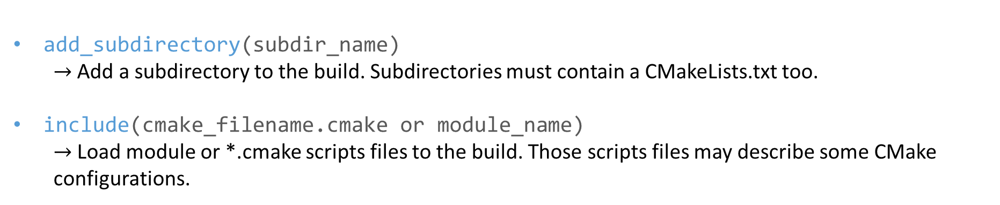 • add_subdirectory(subdir_name)
→ Add a subdirectory to the build. Subdirectories must contain a CMakeLists.txt too.
• include(cmake_filename.cmake or module_name)
→ Load module or *.cmake scripts files to the build. Those scripts files may describe some CMake
configurations.